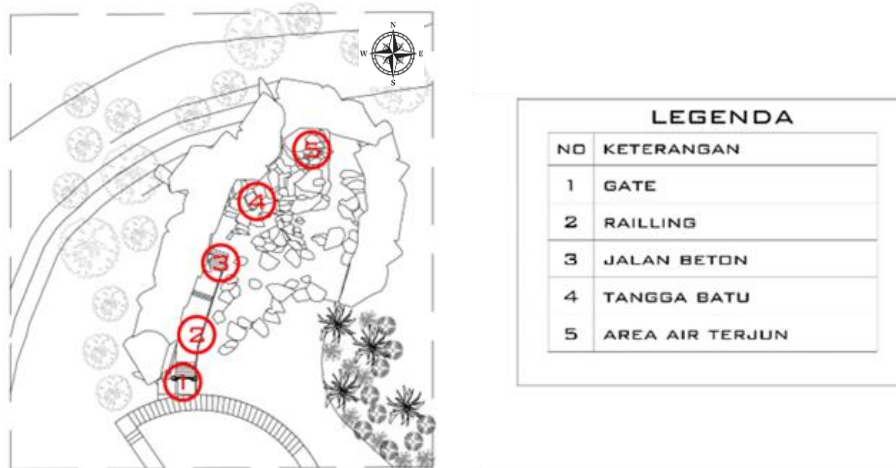 N
W E
S
5
4
3
2
1
LEGENDA
NO KETERANGAN
1 GATE
2 RAILLING
3 JALAN BETON
4 TANGGA BATU
5 AREA AIR TERJUN